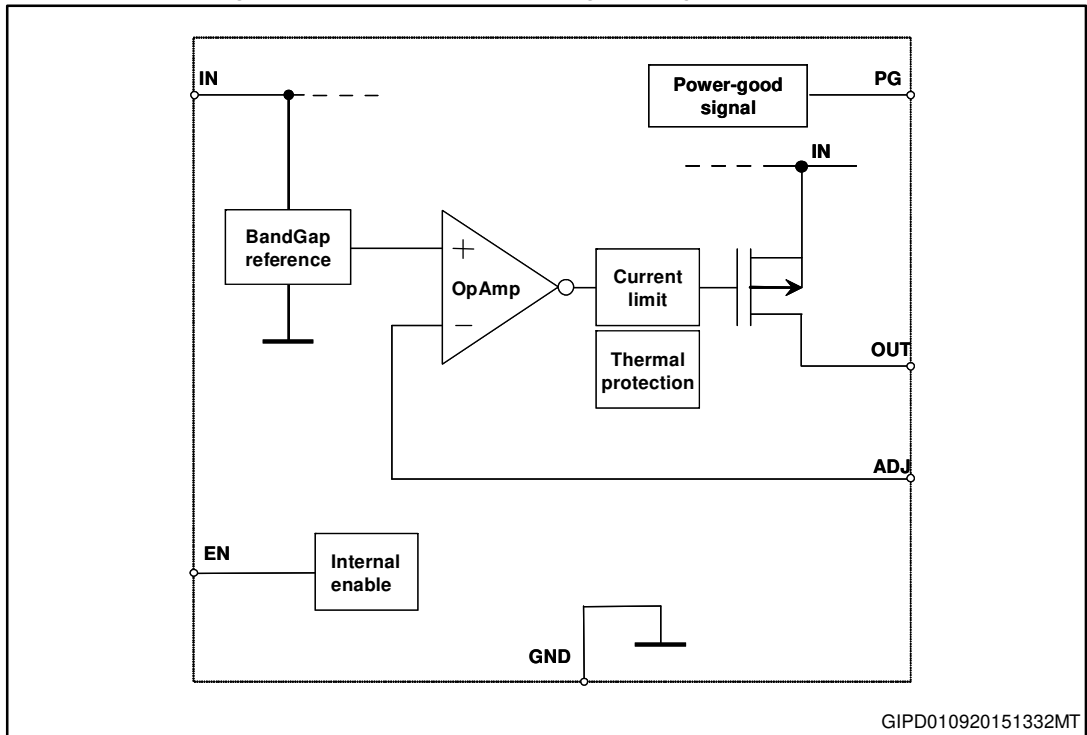 IN
Power-good
signal
PG
IN
BandGap
reference
+
OpAmp
−
Current
limit
Thermal
protection
OUT
ADJ
EN
Internal
enable
GND
GIPD010920151332MT